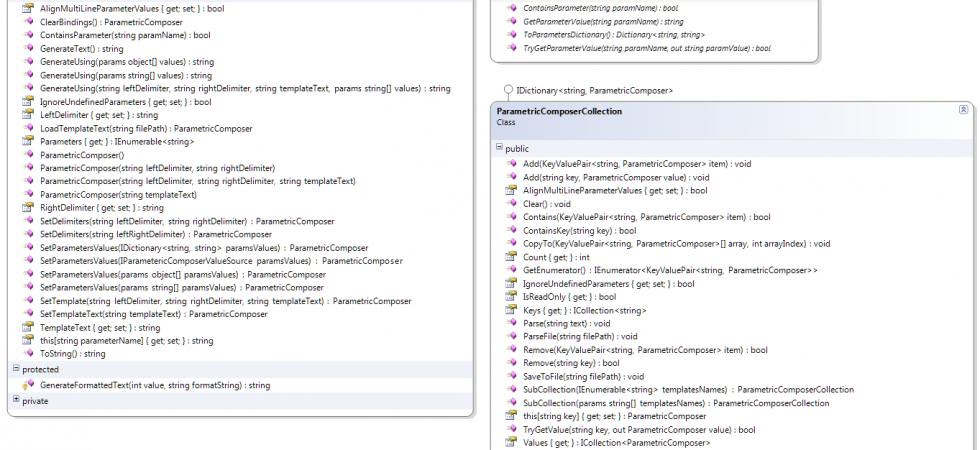 AlignMultiLineParameterValues { get; set; } : bool
ClearBindings() : ParametricComposer
ContainsParameter(string paramName) : bool
GenerateText() : string
GenerateUsing(params object[] values) : string
GenerateUsing(params string[] values) : string
GenerateUsing(string leftDelimiter, string rightDelimiter, string templateText, params string[] values) : string
IgnoreUndefinedParameters { get; set; } : bool
LeftDelimiter { get; set; } : string
LoadTemplateText(string filePath) : ParametricComposer
Parameters { get; } : IEnumerable<string>
ParametricComposer()
ParametricComposer(string leftDelimiter, string rightDelimiter)
ParametricComposer(string leftDelimiter, string rightDelimiter, string templateText)
ParametricComposer(string templateText)
RightDelimiter { get; set; } : string
SetDelimiters(string leftDelimiter, string rightDelimiter) : ParametricComposer
SetDelimiters(string leftRightDelimiter) : ParametricComposer
SetParametersValues(IDictionary<string, string> paramsValues) : ParametricComposer
SetParametersValues(IParametericComposerValueSource paramsValues) : ParametricComposer
SetParametersValues(params object[] paramsValues) : ParametricComposer
SetParametersValues(params string[] paramsValues) : ParametricComposer
SetTemplate(string leftDelimiter, string rightDelimiter, string templateText) : ParametricComposer
SetTemplate(string templateText) : ParametricComposer
TemplateText { get; set; } : string
this[string parameterName] { get; set; } : string
ToString() : string
protected
GenerateFormattedText(int value, string formatString) : string
private
ContainsParameter(string paramName) : bool
GetParameterValue(string paramName) : string
ToParametersDictionary() : Dictionary<string, string>
TryGetParameterValue(string paramName, out string paramValue) : bool
IDictionary<string, ParametricComposer>
ParametricComposerCollection
Class
public
Add(KeyValuePair<string, ParametricComposer> item) : void
Add(string key, ParametricComposer value) : void
AlignMultiLineParameterValues { get; set; } : bool
Clear() : void
Contains(KeyValuePair<string, ParametricComposer> item) : bool
ContainsKey(string key) : bool
CopyTo(KeyValuePair<string, ParametricComposer>[] array, int arrayIndex) : void
Count { get; } : int
GetEnumerator() : IEnumerator<KeyValuePair<string, ParametricComposer>>
IgnoreUndefinedParameters { get; set; } : bool
IsReadOnly { get; } : bool
Keys { get; } : ICollection<string>
Parse(string text) : void
ParseFile(string filePath) : void
Remove(KeyValuePair<string, ParametricComposer> item) : bool
Remove(string key) : bool
SaveToFile(string filePath) : void
SubCollection(IEnumerable<string> templatesNames) : ParametricComposerCollection
SubCollection(params string[] templatesNames) : ParametricComposerCollection
this[string key] { get; set; } : ParametricComposer
TryGetValue(string key, out ParametricComposer value) : bool
Values { get; } : ICollection<ParametricComposer>